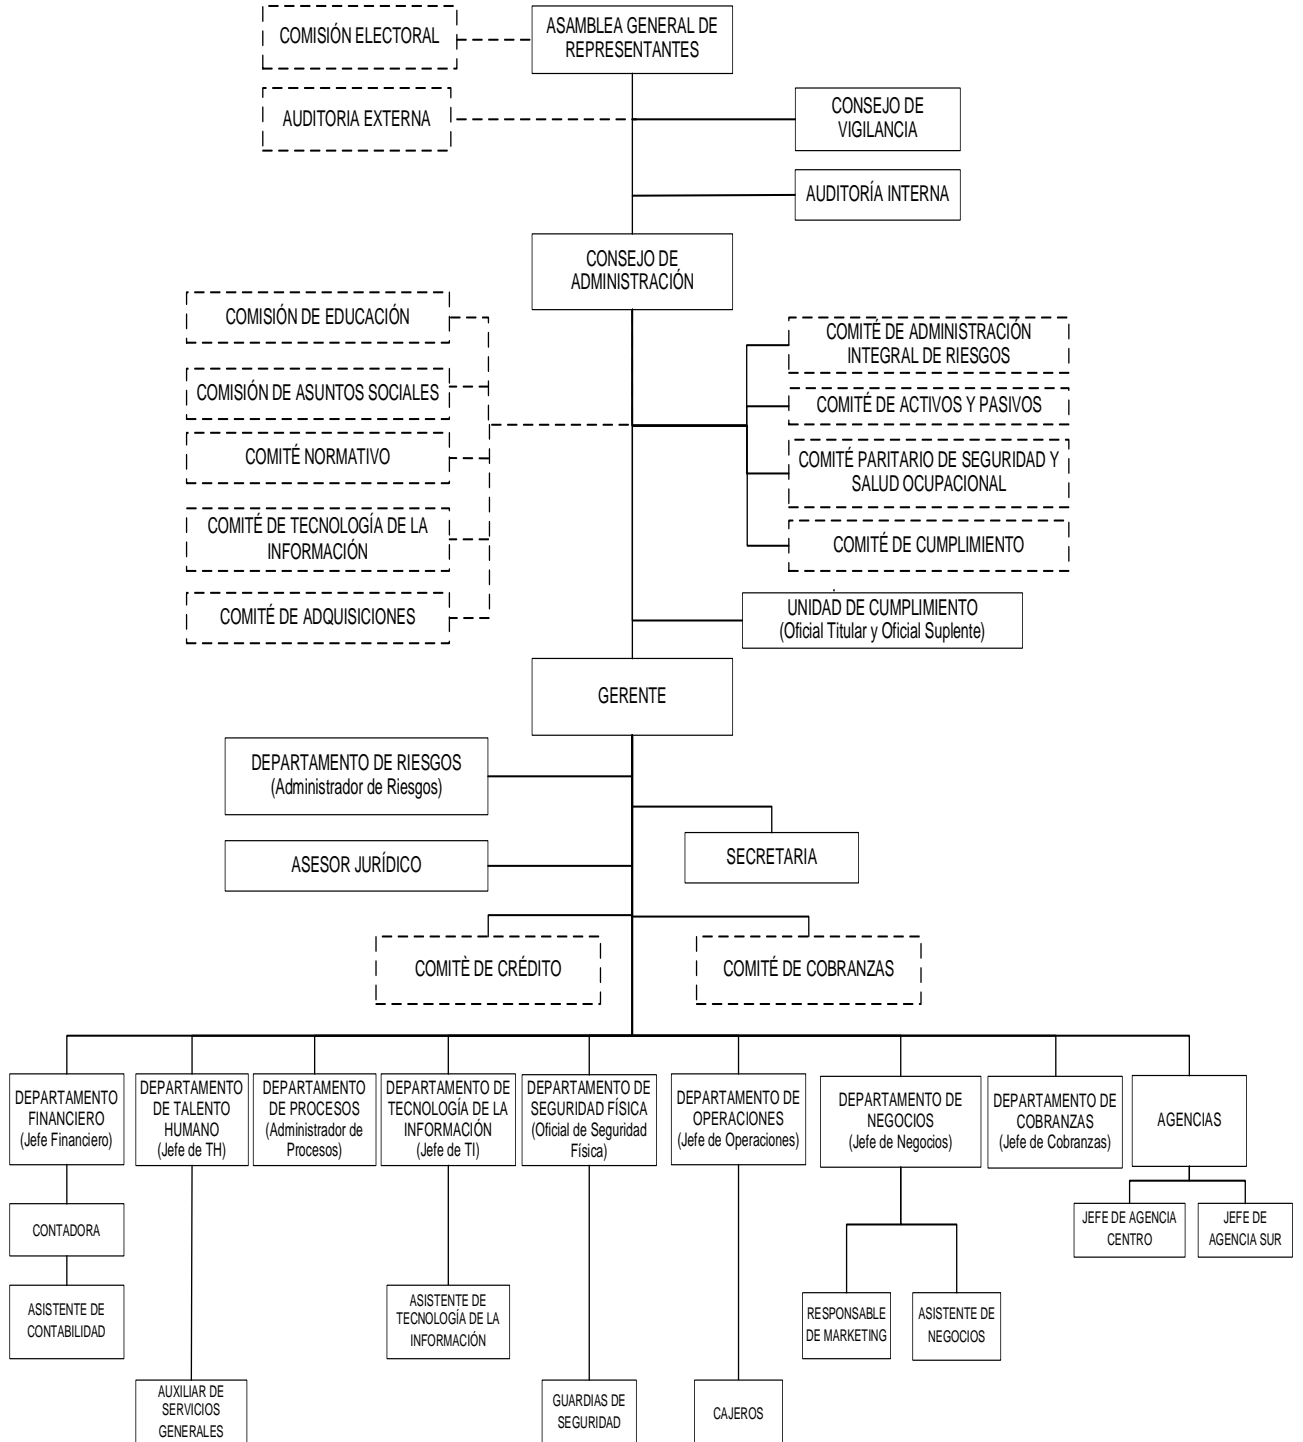 COMISIÓN ELECTORAL
ASAMBLEA GENERAL DE
REPRESENTANTES
AUDITORIA EXTERNA
CONSEJO DE
VIGILANCIA
AUDITORÍA INTERNA
CONSEJO DE
ADMINISTRACIÓN
COMISIÓN DE EDUCACIÓN
COMISIÓN DE ASUNTOS SOCIALES
COMITÉ NORMATIVO
COMITÉ DE TECNOLOGÍA DE LA
INFORMACIÓN
COMITÉ DE ADQUISICIONES
COMITÉ DE ADMINISTRACIÓN
INTEGRAL DE RIESGOS
COMITÉ DE ACTIVOS Y PASIVOS
COMITÉ PARITARIO DE SEGURIDAD Y
SALUD OCUPACIONAL
COMITÉ DE CUMPLIMIENTO
UNIDAD DE CUMPLIMIENTO
(Oficial Titular y Oficial Suplente)
GERENTE
DEPARTAMENTO DE RIESGOS
(Administrador de Riesgos)
SECRETARIA
ASESOR JURÍDICO
COMITÈ DE CRÉDITO
COMITÉ DE COBRANZAS
DEPARTAMENTO
FINANCIERO
(Jefe Financiero)
DEPARTAMENTO
DE TALENTO
HUMANO
(Jefe de TH)
DEPARTAMENTO
DE PROCESOS
(Administrador de
Procesos)
DEPARTAMENTO DE
TECNOLOGÍA DE LA
INFORMACIÓN
(Jefe de TI)
DEPARTAMENTO DE
SEGURIDAD FÍSICA
(Oficial de Seguridad
Física)
DEPARTAMENTO DE
OPERACIONES
(Jefe de Operaciones)
DEPARTAMENTO DE
NEGOCIOS
(Jefe de Negocios)
DEPARTAMENTO DE
COBRANZAS
(Jefe de Cobranzas)
AGENCIAS
CONTADORA
JEFE DE AGENCIA
CENTRO
JEFE DE
AGENCIA SUR
ASISTENTE DE
CONTABILIDAD
ASISTENTE DE
TECNOLOGÍA DE LA
INFORMACIÓN
RESPONSABLE
DE MARKETING
ASISTENTE DE
NEGOCIOS
AUXILIAR DE
SERVICIOS
GENERALES
GUARDIAS DE
SEGURIDAD
CAJEROS